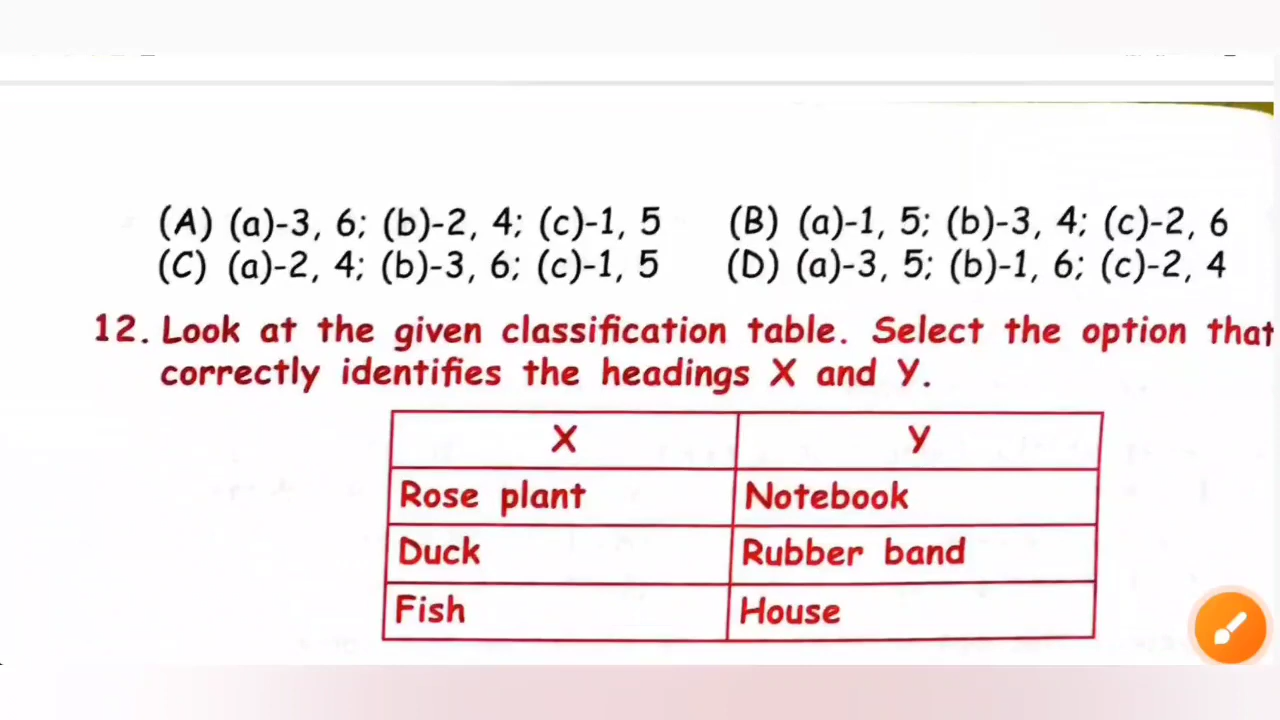 (A) (a)-3, 6; (b)-2, 4; (c)-1, 5 (B) (a)-1, 5; (b)-3, 4; (c)-2, 6
(C) (a)-2, 4; (b)-3, 6; (c)-1, 5 (D) (a)-3, 5; (b)-1, 6; (c)-2, 4
12. Look at the given classification table. Select the option that
correctly identifies the headings X and Y.
X Y
Rose plant Notebook
Duck Rubber band
Fish House